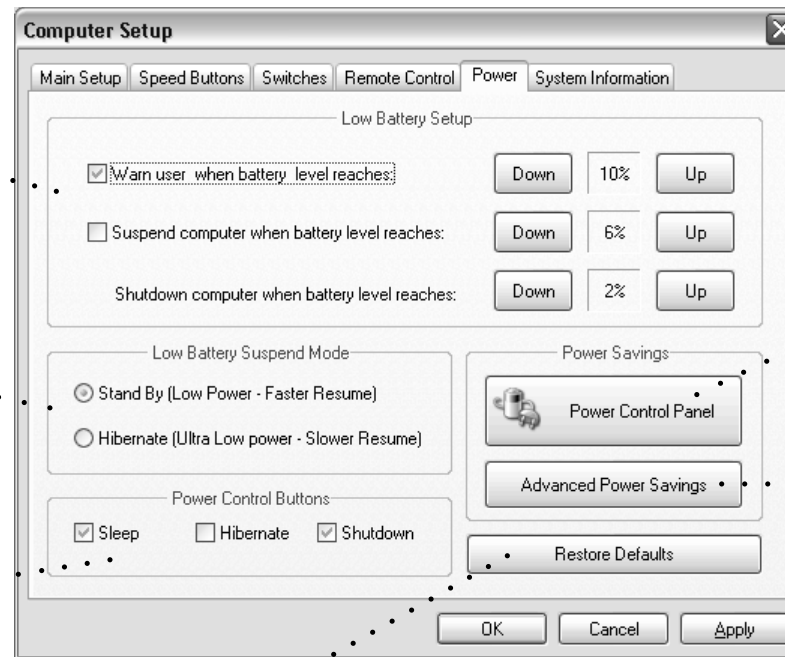 Computer Setup
Main Setup Speed Buttons Switches Remote Control Power System Information
Low Battery Setup
Warn user when battery level reaches: Down 10% Up
Suspend computer when battery level reaches: Down 6% Up
Shutdown computer when battery level reaches: Down 2% Up
Low Battery Suspend Mode
Stand By (Low Power - Faster Resume)
Hibernate (Ultra Low power - Slower Resume)
Power Savings
Power Control Panel
Advanced Power Savings
Power Control Buttons
Sleep Hibernate Shutdown
Restore Defaults
OK Cancel Apply